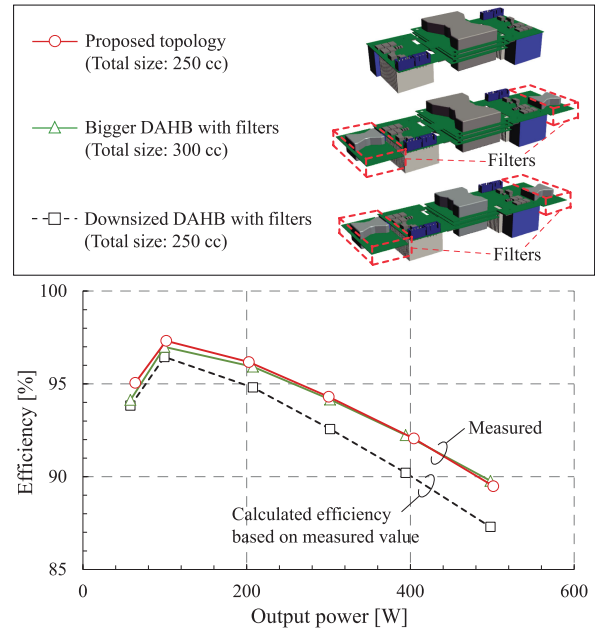 Proposed topology
(Total size: 250 cc)
Bigger DAHB with filters
(Total size: 300 cc)
Filters
Downsized DAHB with filters
(Total size: 250 cc)
Filters
100
95
90
85
Efficiency [%]
Measured
Calculated efficiency
based on measured value
0
200
400
600
Output power [W]